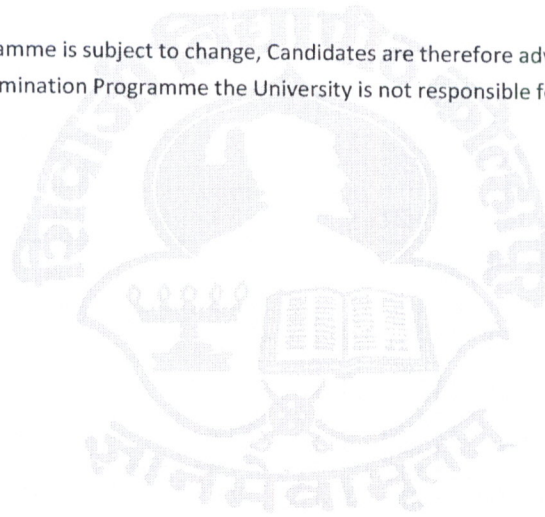 amme is subject to change, Candidates are therefore adv
mination Programme the University is not responsible f
शिवाजी विद्यापीठ कोल्हापूर
ज्ञानमेवामृतम्